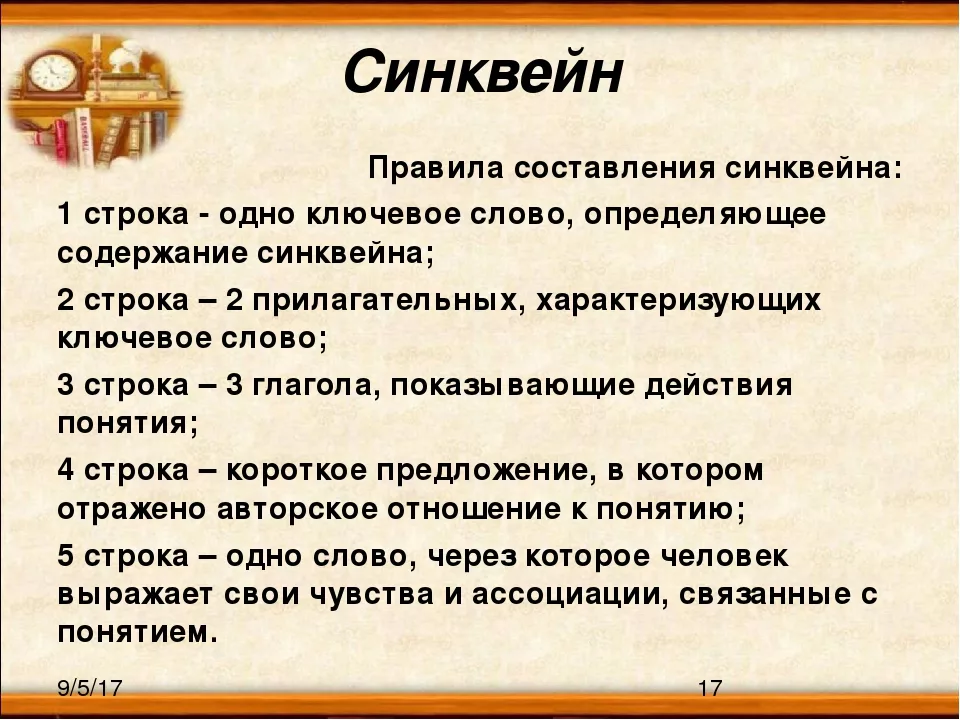 Синквейн
Правила составления синквейна:
1 строка - одно ключевое слово, определяющее
содержание синквейна;
2 строка – 2 прилагательных, характеризующих
ключевое слово;
3 строка – 3 глагола, показывающие действия
понятия;
4 строка – короткое предложение, в котором
отражено авторское отношение к понятию;
5 строка – одно слово, через которое человек
выражает свои чувства и ассоциации, связанные с
понятием.
9/5/17 17